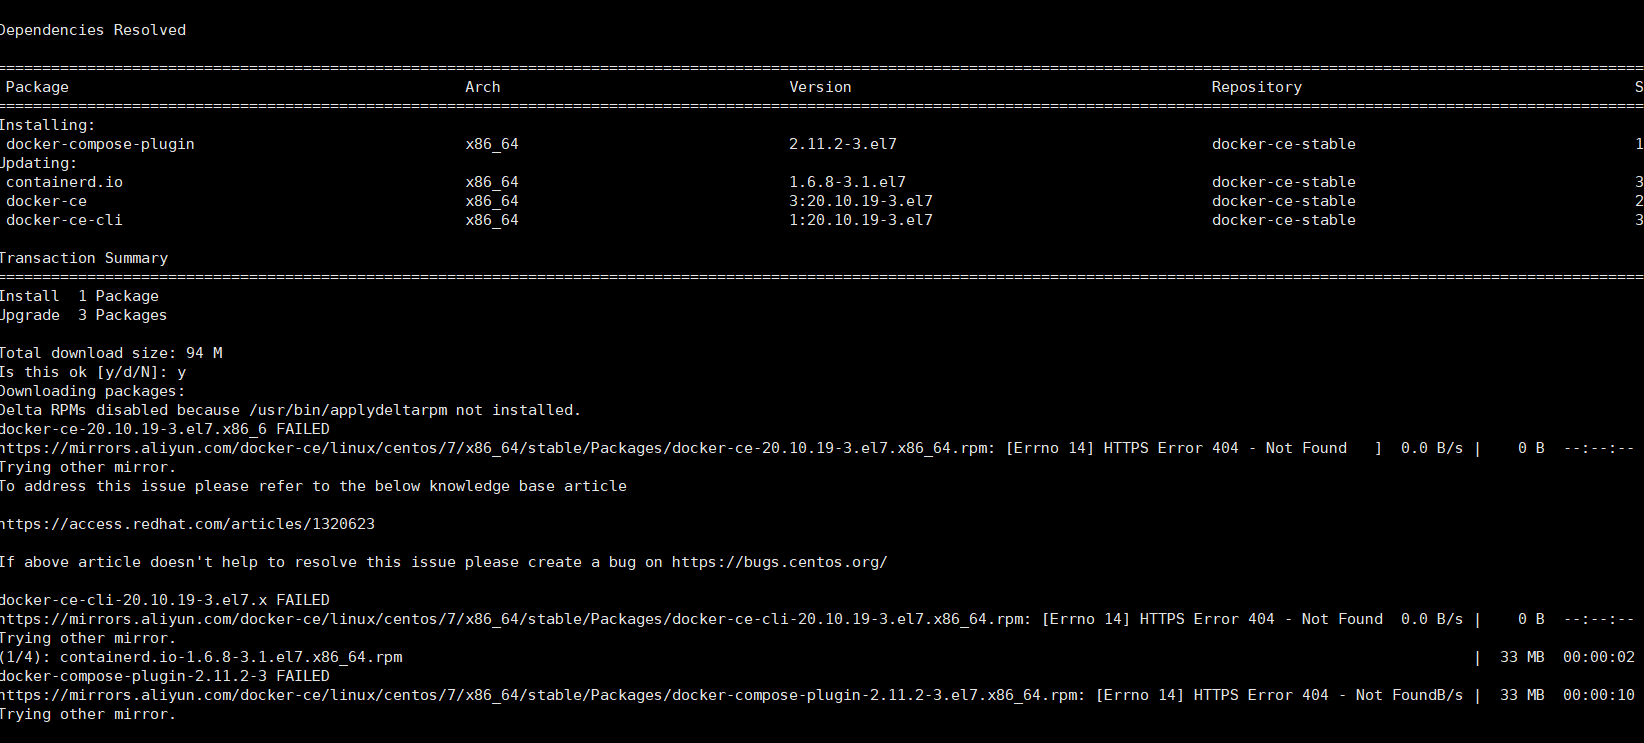 Dependencies Resolved
================================================================================
Package Arch Version Repository S
================================================================================
Installing:
docker-compose-plugin x86_64 2.11.2-3.el7 docker-ce-stable 1
Updating:
containerd.io x86_64 1.6.8-3.1.el7 docker-ce-stable 3
docker-ce x86_64 3:20.10.19-3.el7 docker-ce-stable 2
docker-ce-cli x86_64 1:20.10.19-3.el7 docker-ce-stable 3
Transaction Summary
================================================================================
Install 1 Package
Upgrade 3 Packages
Total download size: 94 M
Is this ok [y/d/N]: y
Downloading packages:
Delta RPMs disabled because /usr/bin/applydeltarpm not installed.
docker-ce-20.10.19-3.el7.x86_6 FAILED
https://mirrors.aliyun.com/docker-ce/linux/centos/7/x86_64/stable/Packages/docker-ce-20.10.19-3.el7.x86_64.rpm: [Errno 14] HTTPS Error 404 - Not Found ] 0.0 B/s | 0 B --:--:--
Trying other mirror.
To address this issue please refer to the below knowledge base article
https://access.redhat.com/articles/1320623
If above article doesn't help to resolve this issue please create a bug on https://bugs.centos.org/
docker-ce-cli-20.10.19-3.el7.x FAILED
https://mirrors.aliyun.com/docker-ce/linux/centos/7/x86_64/stable/Packages/docker-ce-cli-20.10.19-3.el7.x86_64.rpm: [Errno 14] HTTPS Error 404 - Not Found 0.0 B/s | 0 B --:--:--
Trying other mirror.
(1/4): containerd.io-1.6.8-3.1.el7.x86_64.rpm | 33 MB 00:00:02
docker-compose-plugin-2.11.2-3 FAILED
https://mirrors.aliyun.com/docker-ce/linux/centos/7/x86_64/stable/Packages/docker-compose-plugin-2.11.2-3.el7.x86_64.rpm: [Errno 14] HTTPS Error 404 - Not FoundB/s | 33 MB 00:00:10
Trying other mirror.